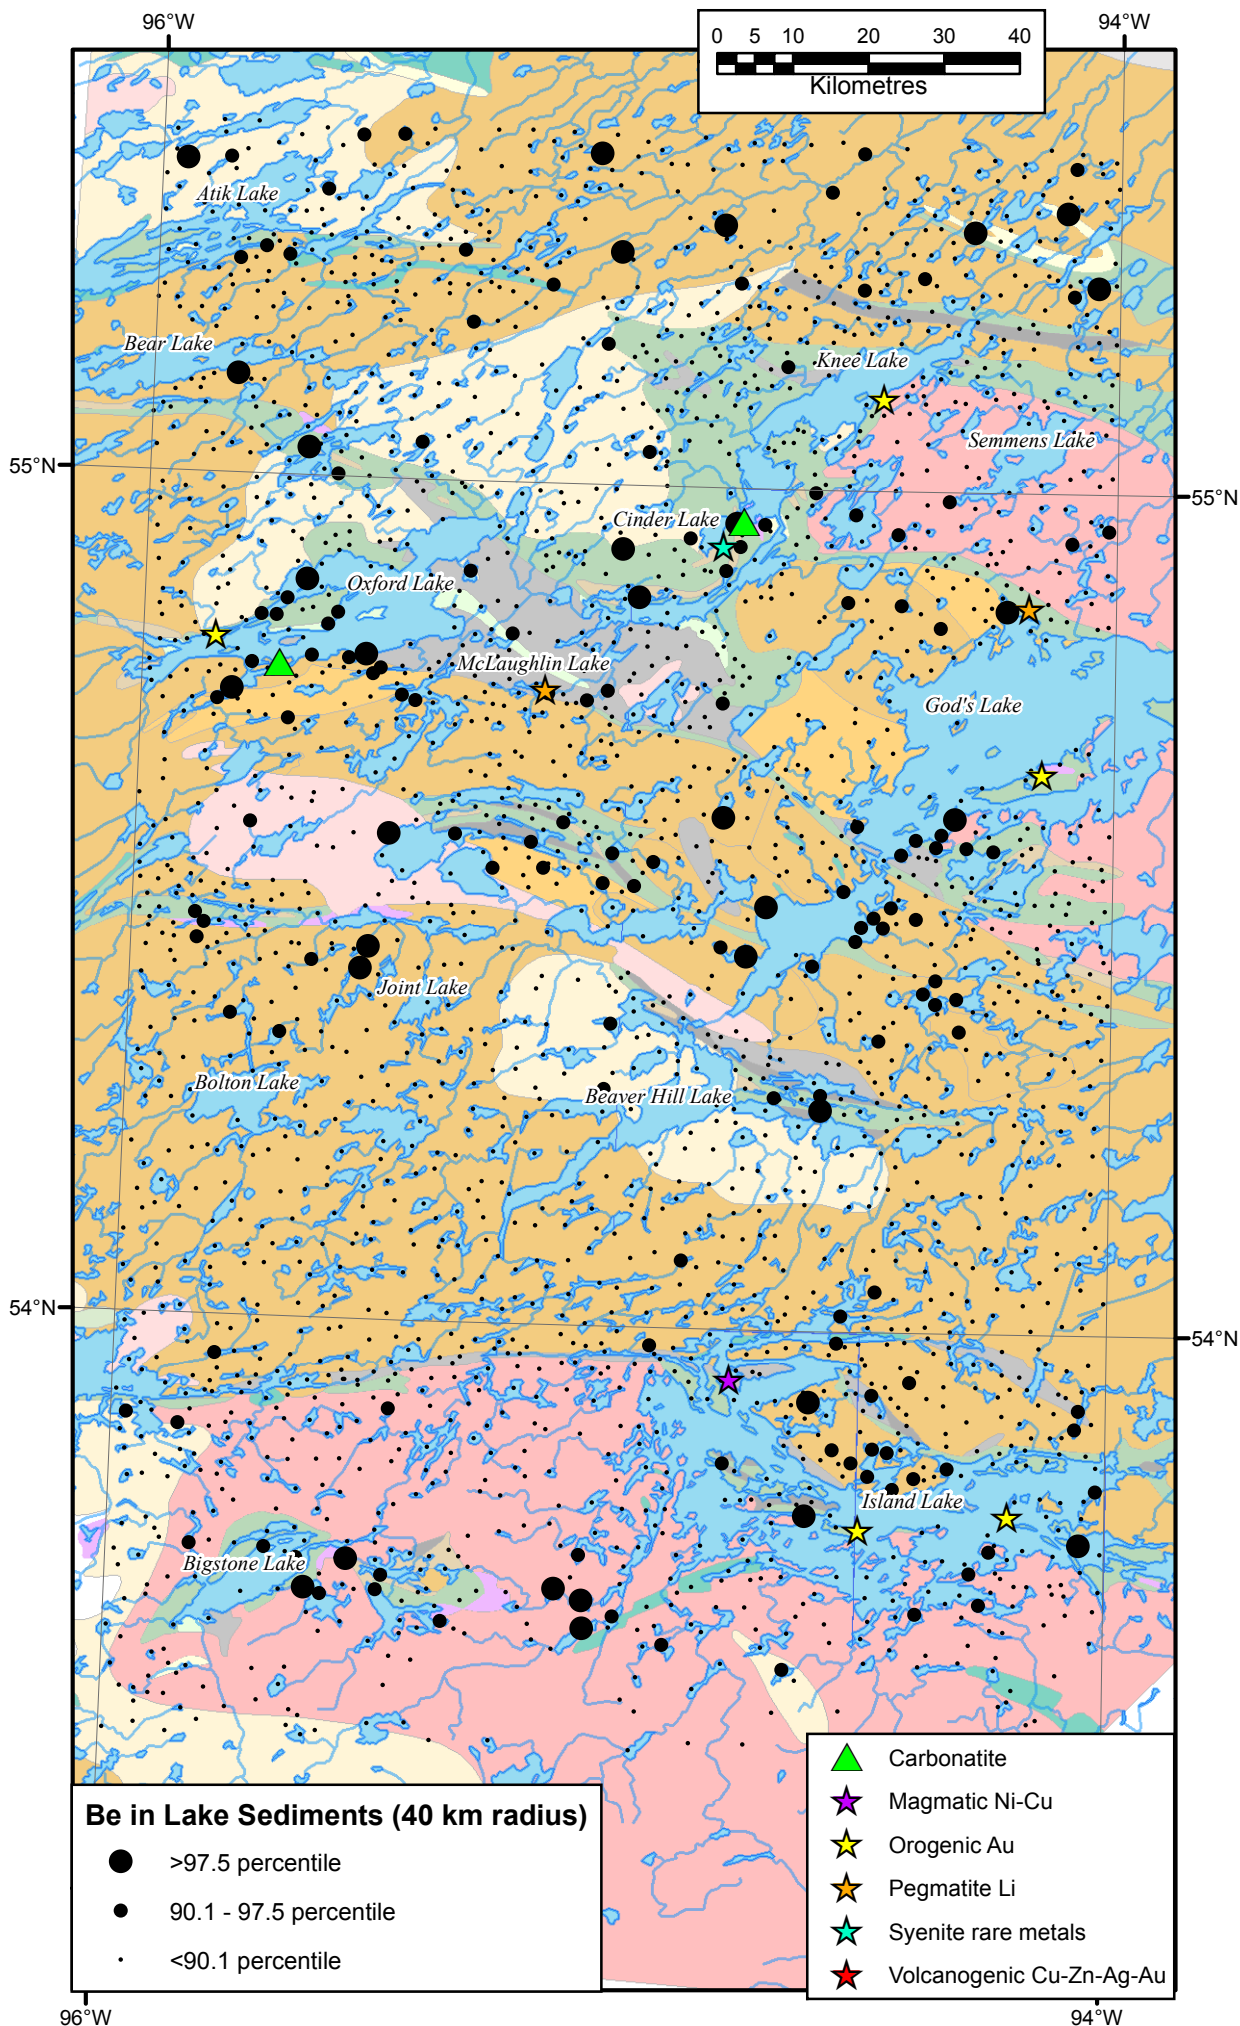 96°W
94°W
0 5 10 20 30 40
Kilometres
Atik Lake
Bear Lake
Knee Lake
Semmens Lake
55°N
55°N
Cinder Lake
Oxford Lake
McLaughlin Lake
God's Lake
Joint Lake
Bolton Lake
Beaver Hill Lake
54°N
54°N
Island Lake
Bigstone Lake
Carbonatite
Magmatic Ni-Cu
Orogenic Au
Pegmatite Li
Syenite rare metals
Volcanogenic Cu-Zn-Ag-Au
Be in Lake Sediments (40 km radius)
>97.5 percentile
90.1 - 97.5 percentile
<90.1 percentile
96°W
94°W